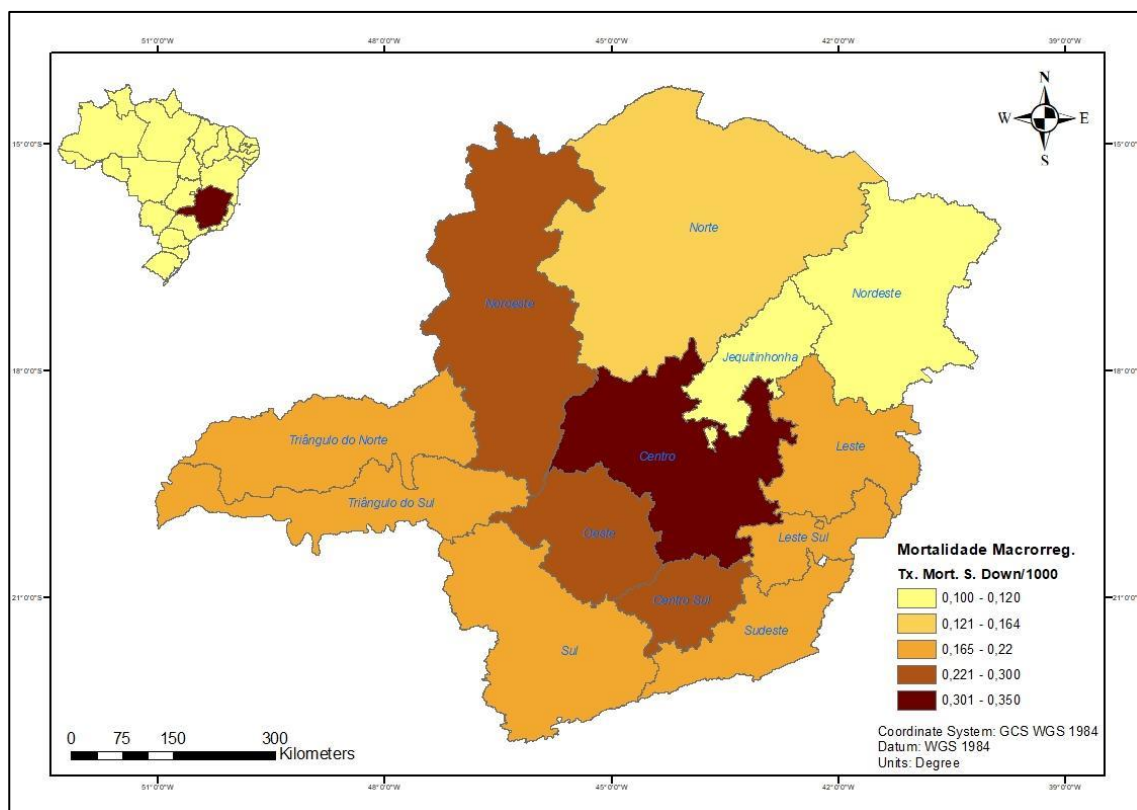 51°0'0"W 48°0'0"W 45°0'0"W 42°0'0"W 39°0'0"W
N
W E
S
15°0'0"S 15°0'0"S
Norte
Nordeste
Noroeste
Jequitinhonha
18°0'0"S 18°0'0"S
Triângulo do Norte
Leste
Centro
Triângulo do Sul
Oeste
Leste Sul
Centro Sul
Sudeste
Sul
21°0'0"S 21°0'0"S
Mortalidade Macrorreg.
Tx. Mort. S. Down/1000
0,100 - 0,120
0,121 - 0,164
0,165 - 0,22
0,221 - 0,300
0,301 - 0,350
Coordinate System: GCS WGS 1984
Datum: WGS 1984
Units: Degree
0 75 150 300
Kilometers
51°0'0"W 48°0'0"W 45°0'0"W 42°0'0"W 39°0'0"W